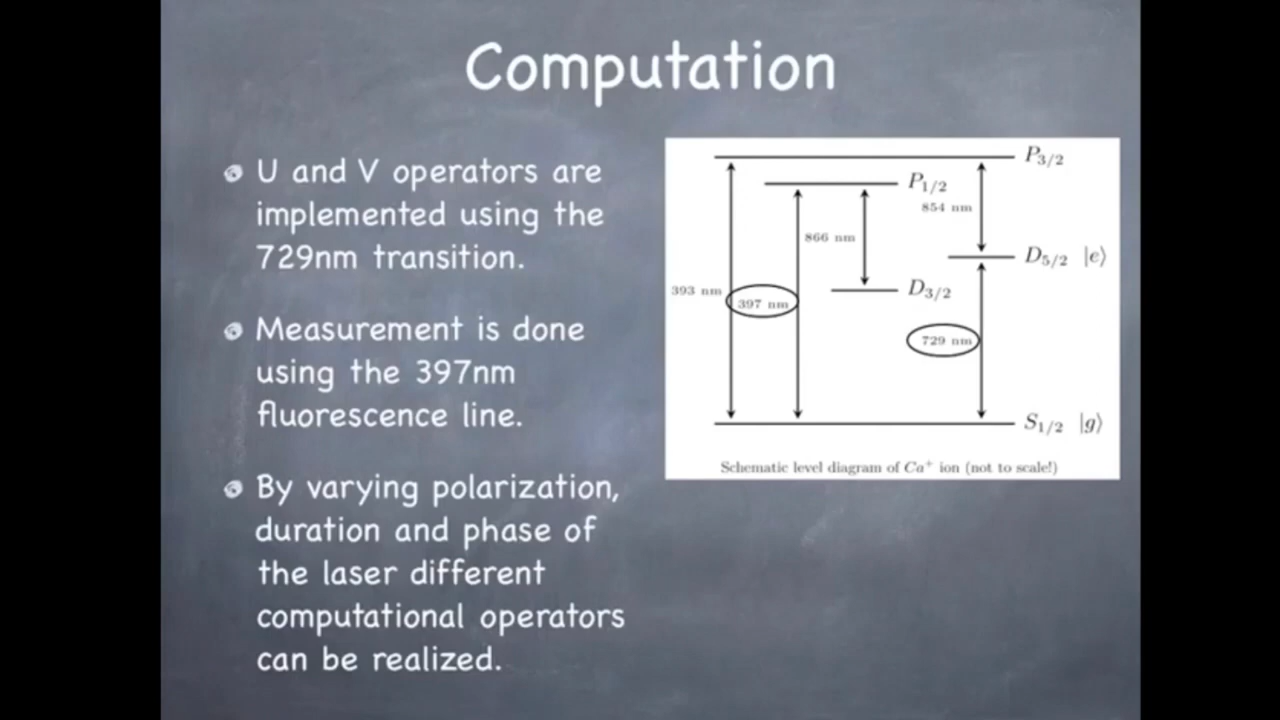 Computation
U and V operators are
implemented using the
729nm transition.
Measurement is done
using the 397nm
fluorescence line.
By varying polarization,
duration and phase of
the laser different
computational operators
can be realized.
P3/2
P1/2
854 nm
866 nm
D5/2 |e⟩
393 nm
397 nm
D3/2
729 nm
S1/2 |g⟩
Schematic level diagram of Ca+ ion (not to scale!)